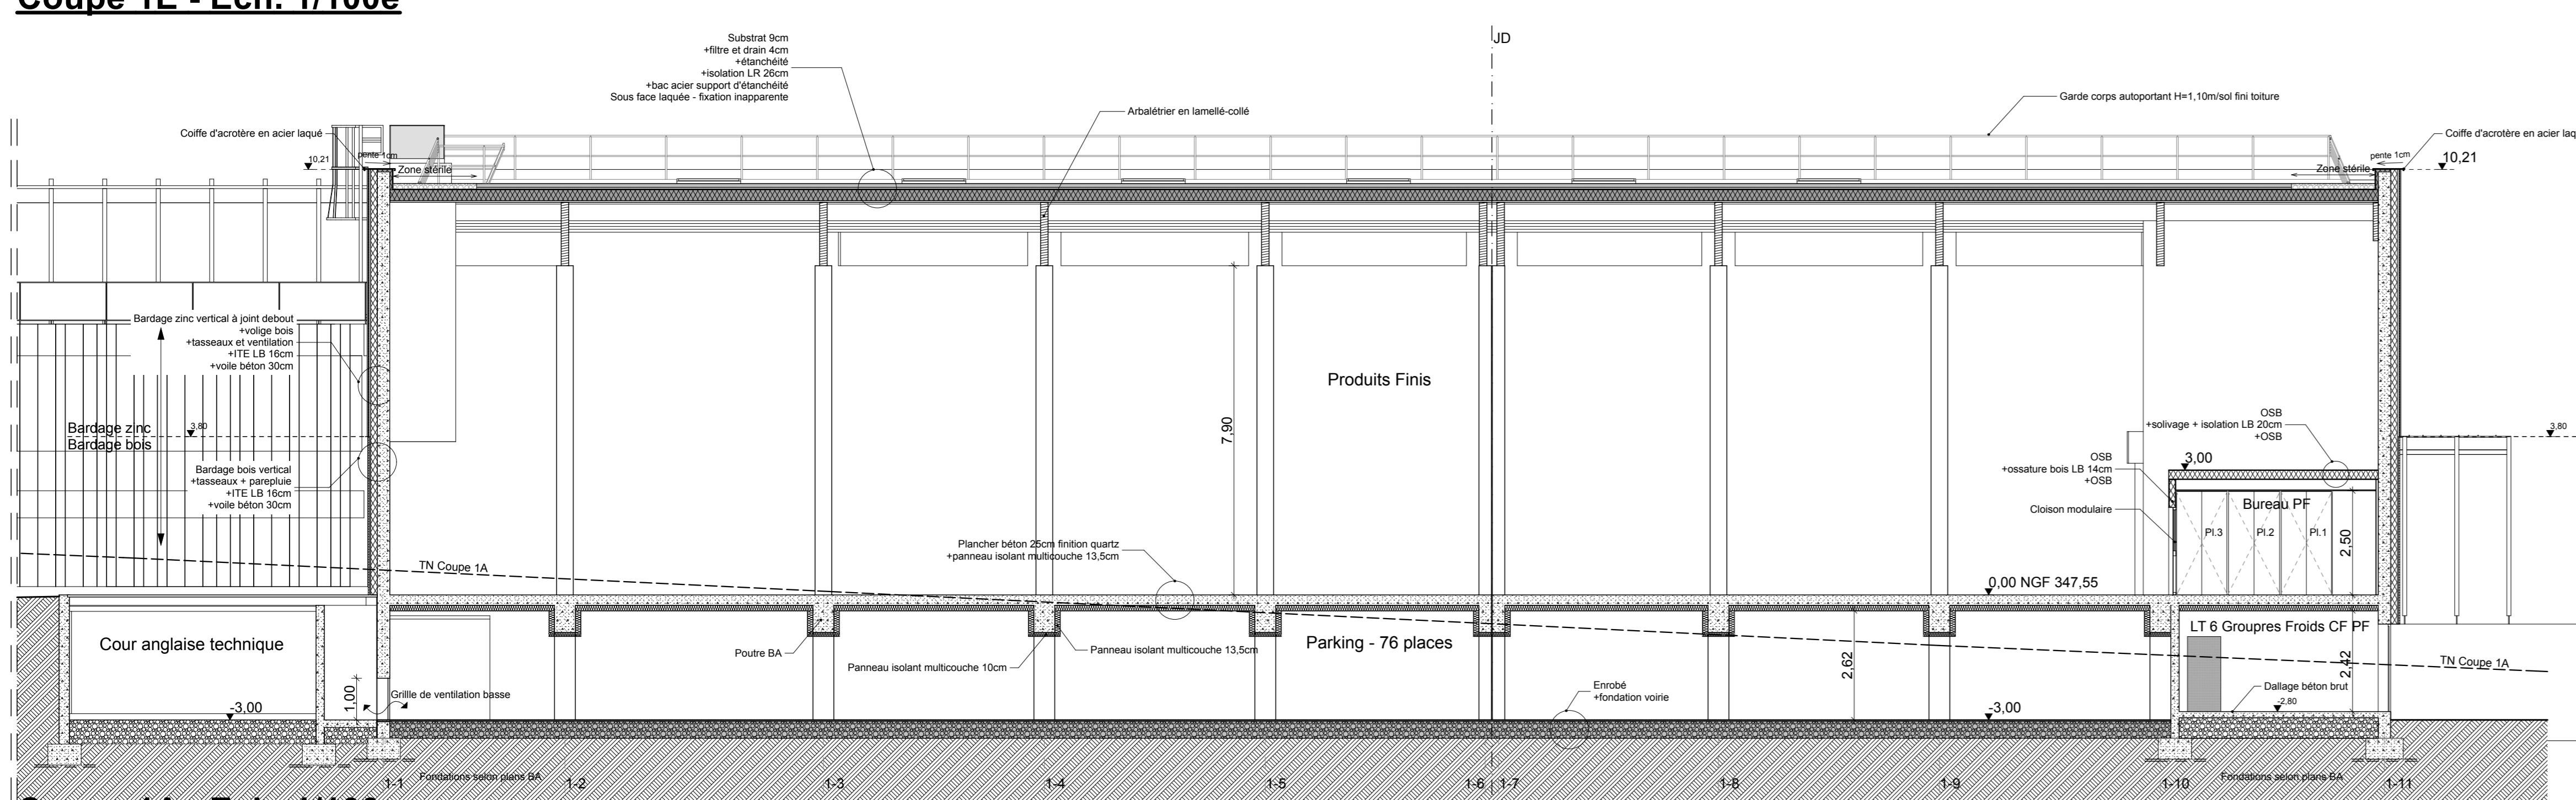 Coupe 1E - Ech. 1/100e
Substrat 9cm
+filtre et drain 4cm
+étanchéité
+isolation LR 26cm
+bac acier support d'étanchéité
Sous face laquée - fixation inapparente
JD
Arbalétrier en lamellé-collé
Garde corps autoportant H=1,10m/sol fini toiture
Coiffe d'acrotère en acier laqué
pente 1cm
10,21
Zone stérile
Coiffe d'acrotère en acier laq
pente 1cm
10,21
Zone stérile
Bardage zinc vertical à joint debout
+volige bois
+tasseaux et ventilation
+ITE LB 16cm
+voile béton 30cm
Bardage zinc
3,80
Bardage bois
Bardage bois vertical
+tasseaux + parepluie
+ITE LB 16cm
+voile béton 30cm
Produits Finis
7,90
OSB
+solivage + isolation LB 20cm
+OSB
3,80
OSB
+ossature bois LB 14cm
+OSB
3,00
Cloison modulaire
Bureau PF
Pl.3
Pl.2
Pl.1
2,50
Plancher béton 25cm finition quartz
+panneau isolant multicouche 13,5cm
TN Coupe 1A
0,00 NGF 347,55
Cour anglaise technique
Poutre BA
Panneau isolant multicouche 10cm
Panneau isolant multicouche 13,5cm
Parking - 76 places
2,62
LT 6 Groupres Froids CF PF
2,42
TN Coupe 1A
1,00
Grillle de ventilation basse
-3,00
Enrobé
+fondation voirie
-3,00
Dallage béton brut
-2,80
Fondations selon plans BA
Fondations selon plans BA
1-1
1-2
1-3
1-4
1-5
1-6
1-7
1-8
1-9
1-10
1-11